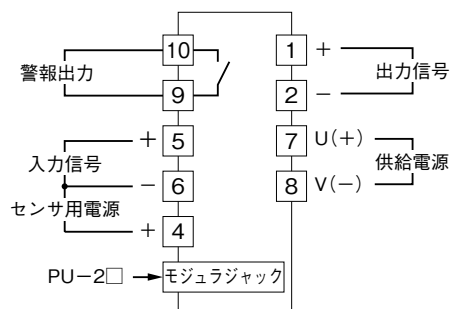 警報出力
10
9
1 +
2 −
出力信号
入力信号
+ 5
− 6
センサ用電源
+ 4
7 U(+)
8 V(−)
供給電源
PU−2□
モジュラジャック